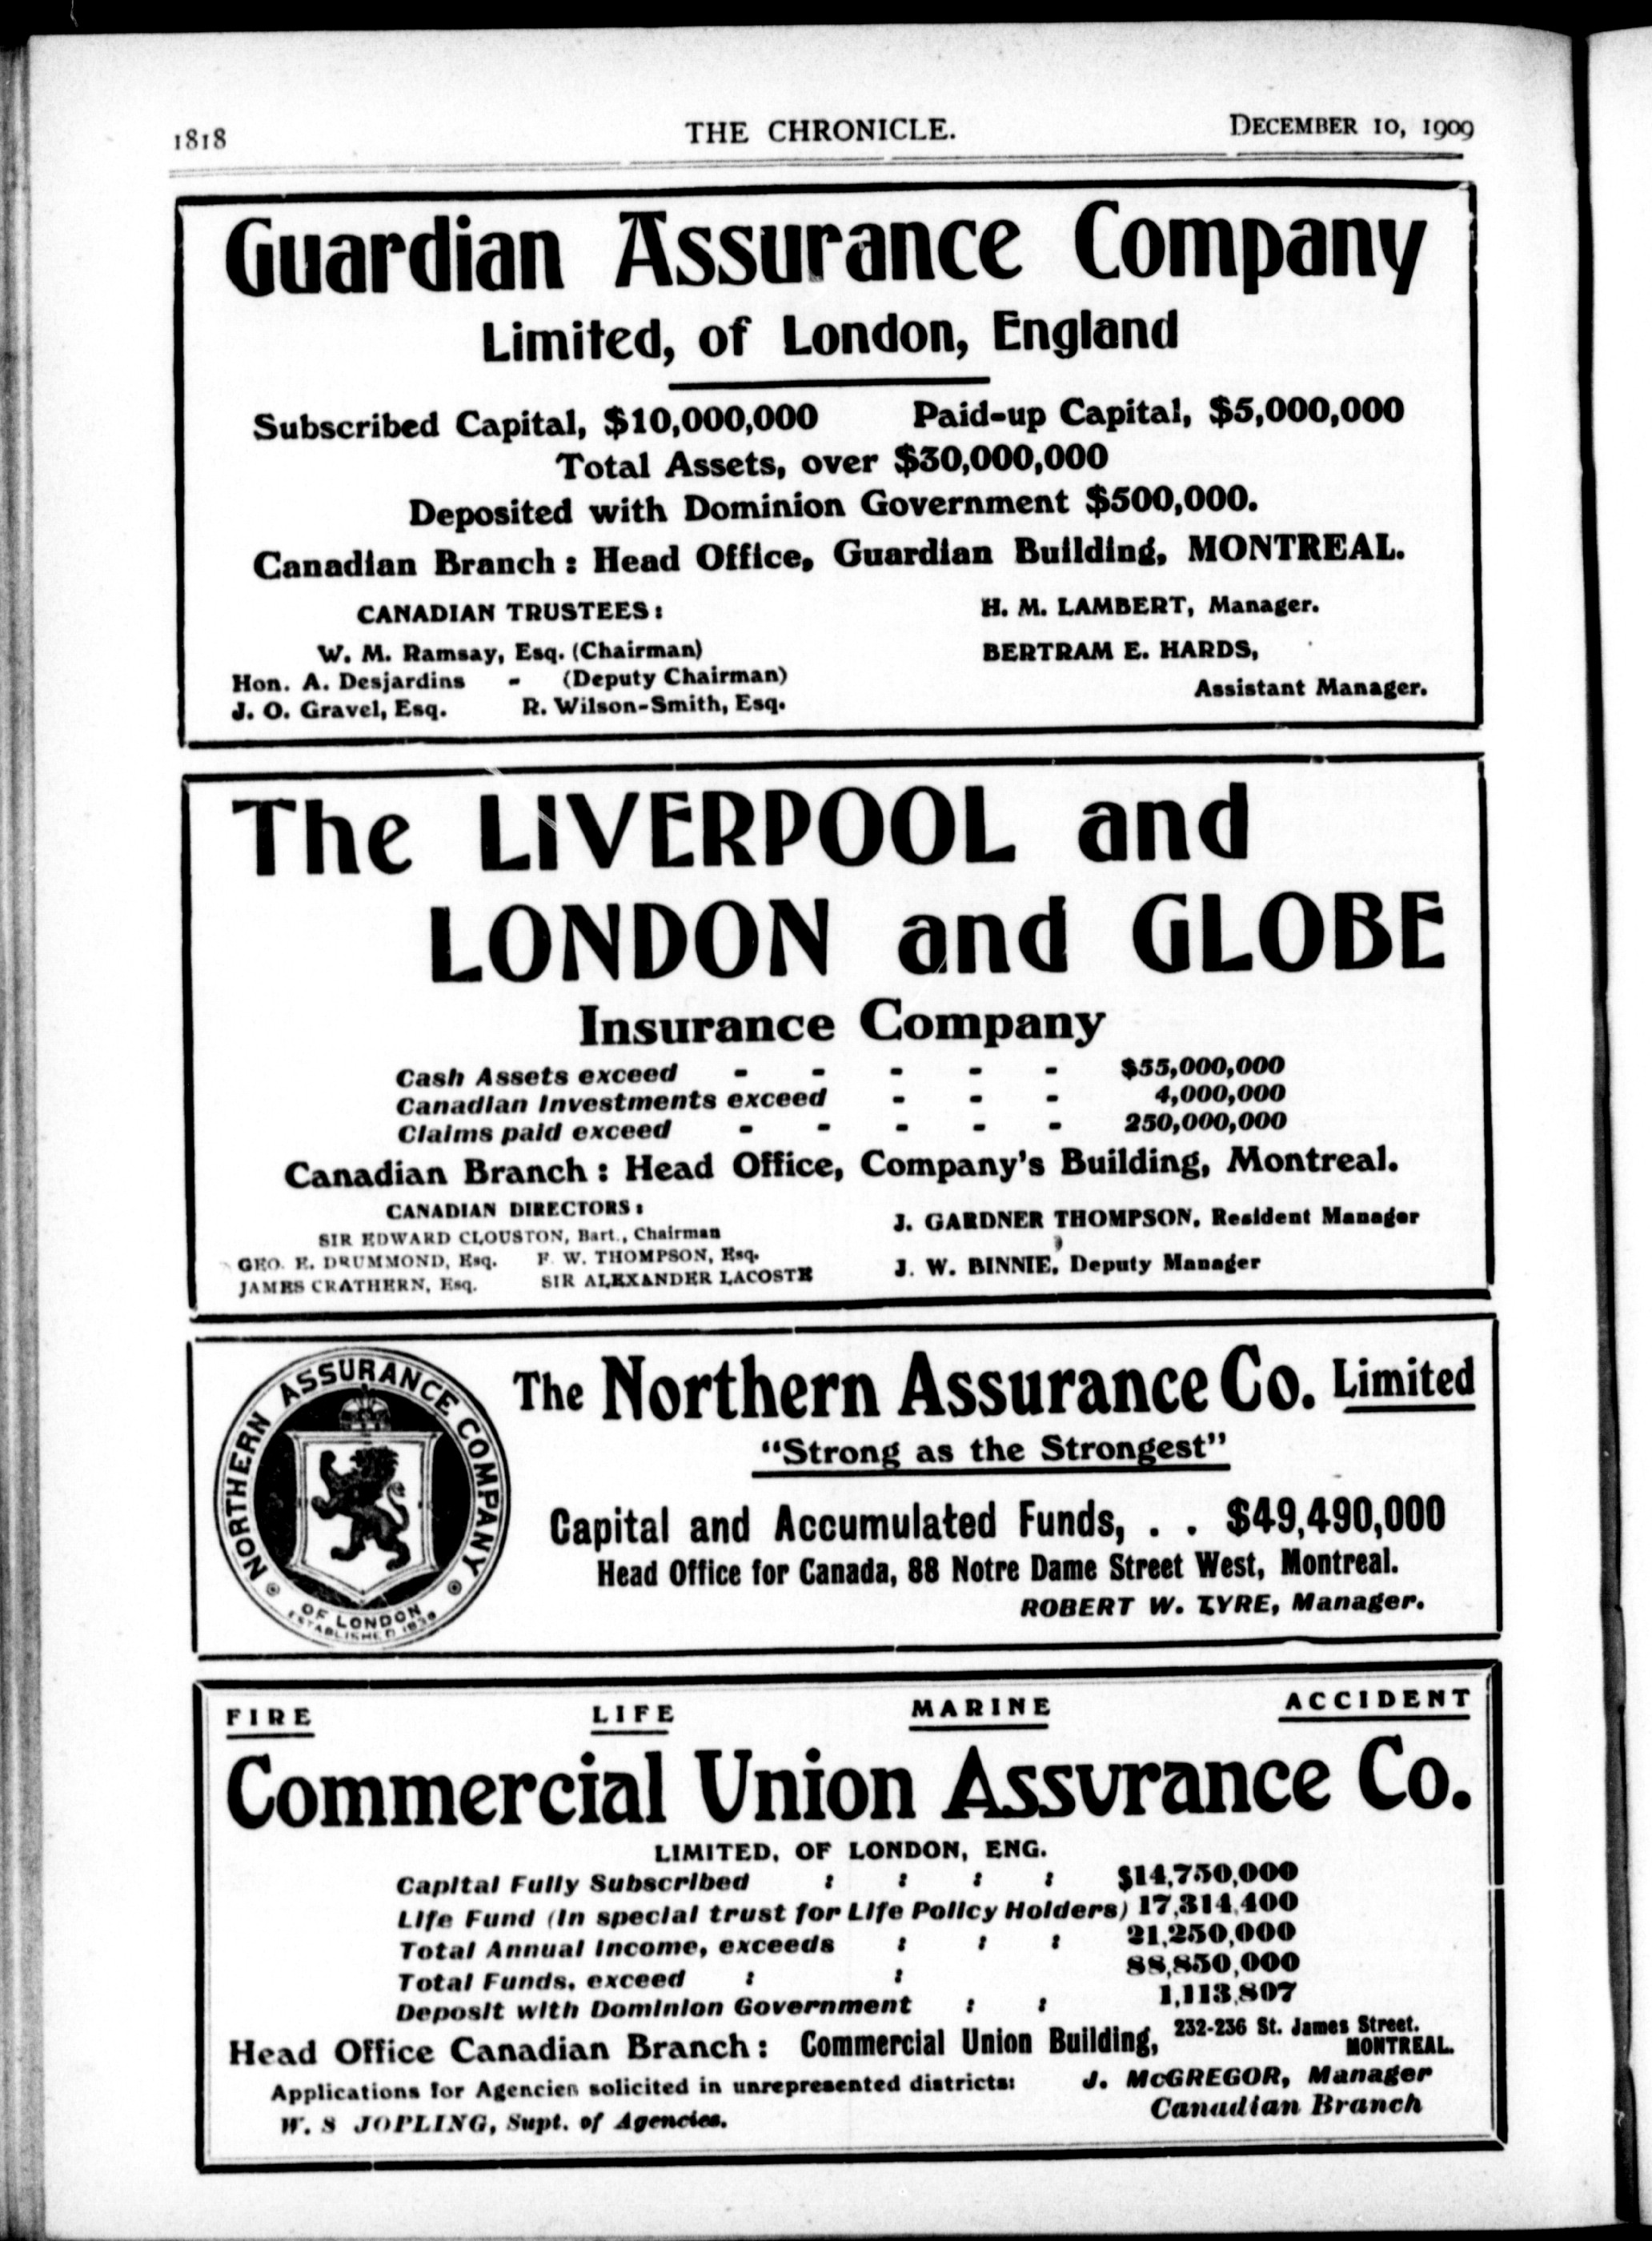 1818
THE CHRONICLE.
DECEMBER 10, 1909
Guardian Assurance Company
Limited, of London, England
Subscribed Capital, $10,000,000 Paid-up Capital, $5,000,000
Total Assets, over $30,000,000
Deposited with Dominion Government $500,000.
Canadian Branch : Head Office, Guardian Building, MONTREAL.
CANADIAN TRUSTEES :
W. M. Ramsay, Esq. (Chairman)
Hon. A. Desjardins - (Deputy Chairman)
J. O. Gravel, Esq. R. Wilson-Smith, Esq.
H. M. LAMBERT, Manager.
BERTRAM E. HARDS,
Assistant Manager.
The LIVERPOOL and
LONDON and GLOBE
Insurance Company
Cash Assets exceed - - - - - $55,000,000
Canadian Investments exceed - - - 4,000,000
Claims paid exceed - - - - - 250,000,000
Canadian Branch : Head Office, Company's Building, Montreal.
CANADIAN DIRECTORS :
SIR EDWARD CLOUSTON, Bart., Chairman
GEO. E. DRUMMOND, Esq. F. W. THOMPSON, Esq.
JAMES CRATHERN, Esq. SIR ALEXANDER LACOSTE
J. GARDNER THOMPSON, Resident Manager
J. W. BINNIE, Deputy Manager
NORTHERN ASSURANCE COMPANY
OF LONDON
ESTABLISHED 1836
The Northern Assurance Co. Limited
"Strong as the Strongest"
Capital and Accumulated Funds, . . $49,490,000
Head Office for Canada, 88 Notre Dame Street West, Montreal.
ROBERT W. TYRE, Manager.
FIRE LIFE MARINE ACCIDENT
Commercial Union Assurance Co.
LIMITED, OF LONDON, ENG.
Capital Fully Subscribed : : : : $14,750,000
Life Fund (In special trust for Life Policy Holders) 17,314,400
Total Annual Income, exceeds : : : 21,250,000
Total Funds, exceed : : 88,850,000
Deposit with Dominion Government : : 1,113,807
Head Office Canadian Branch : Commercial Union Building, 232-236 St. James Street.
MONTREAL.
Applications for Agencies solicited in unrepresented districts:
W. S JOPLING, Supt. of Agencies.
J. McGREGOR, Manager
Canadian Branch